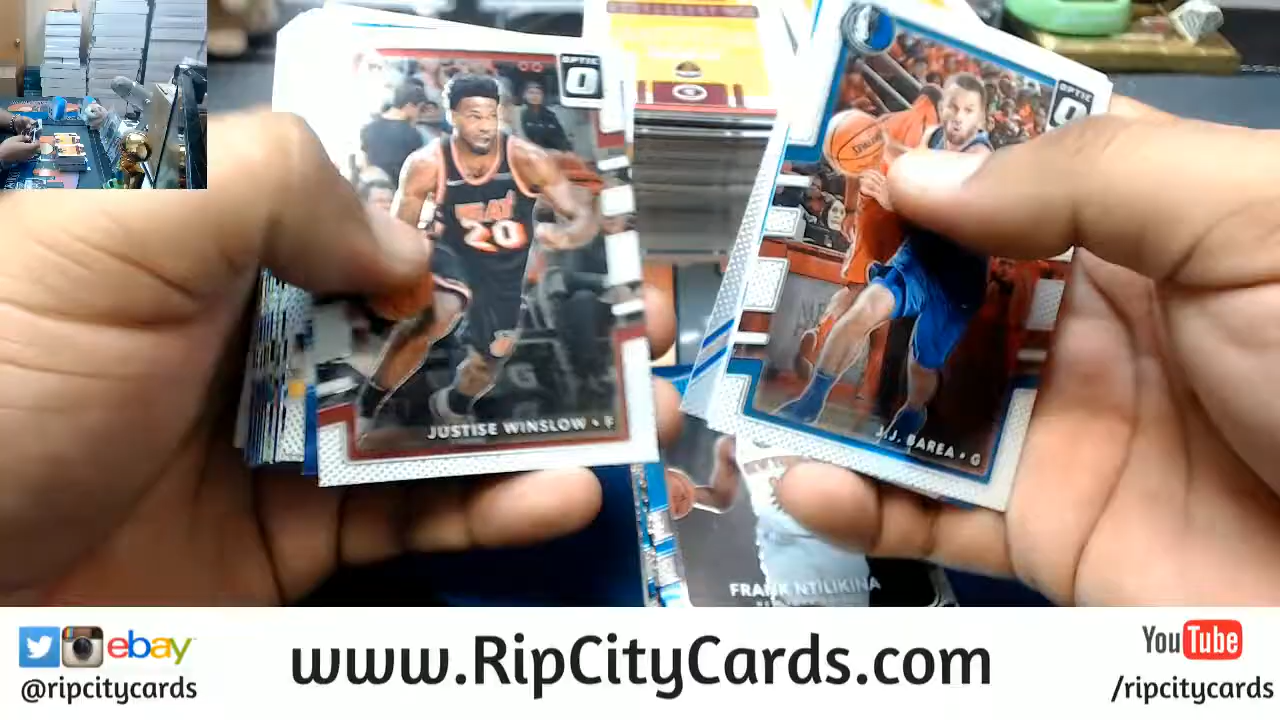 OPTIC
HEAT
20
JUSTISE WINSLOW • F
OPTIC
SPALDING
J.J. BAREA • G
FRANK NTILIKINA
ebay
@ripcitycards
www.RipCityCards.com
YouTube
/ripcitycards